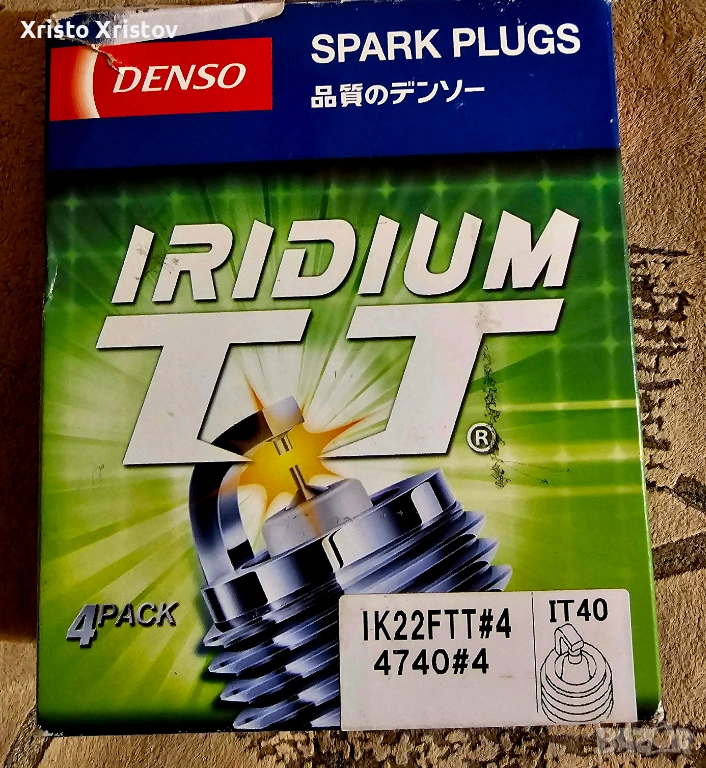 Xristo Xristov
DENSO
SPARK PLUGS
品質のデンソー
IRIDIUM
TT®
4PACK
IK22FTT#4
4740#4
IT40